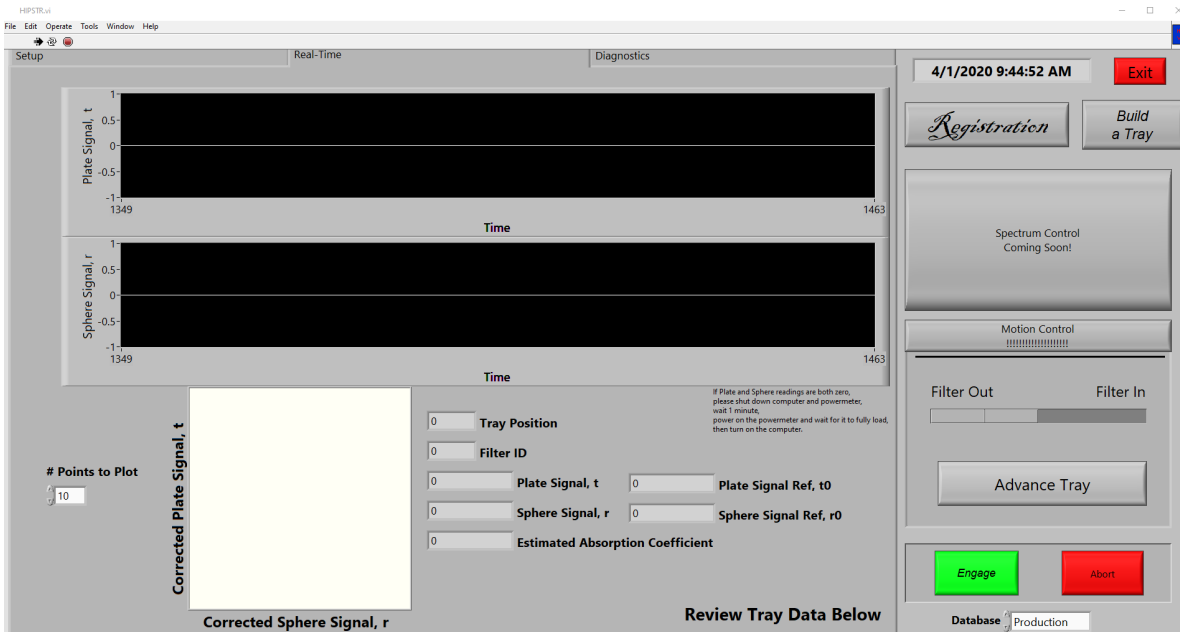 HIPSTR.vi
File Edit Operate Tools Window Help
Setup
Real-Time
Diagnostics
4/1/2020 9:44:52 AM
Exit
Registration
Build
a Tray
Plate Signal, t
1
0.5
0
-0.5
-1
1349
1463
Time
Spectrum Control
Coming Soon!
Sphere Signal, r
1
0.5
0
-0.5
-1
1349
1463
Time
Motion Control
!!!!!!!!!!!!!!!!!!!!
Filter Out
Filter In
Advance Tray
Engage
Abort
Database
Production
If Plate and Sphere readings are both zero,
please shut down computer and powermeter,
wait 1 minute,
power on the powermeter and wait for it to fully load,
then turn on the computer.
# Points to Plot
10
Corrected Plate Signal, t
Corrected Sphere Signal, r
0 Tray Position
0 Filter ID
0 Plate Signal, t
0 Plate Signal Ref, t0
0 Sphere Signal, r
0 Sphere Signal Ref, r0
0 Estimated Absorption Coefficient
Review Tray Data Below